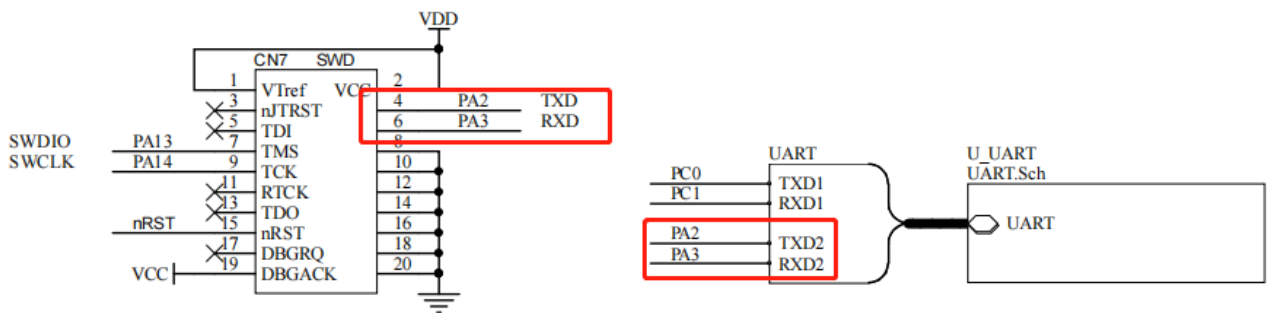 VDD
CN7 SWD
1 VTref VCC 2
3 nJTRST 4 PA2 TXD
5 TDI 6 PA3 RXD
SWDIO PA13 7 TMS 8
SWCLK PA14 9 TCK 10
11 RTCK 12
13 TDO 14
nRST 15 nRST 16
17 DBGRQ 18
VCC 19 DBGACK 20
UART
PC0 TXD1
PC1 RXD1
PA2 TXD2
PA3 RXD2
U_UART
UART.Sch
UART